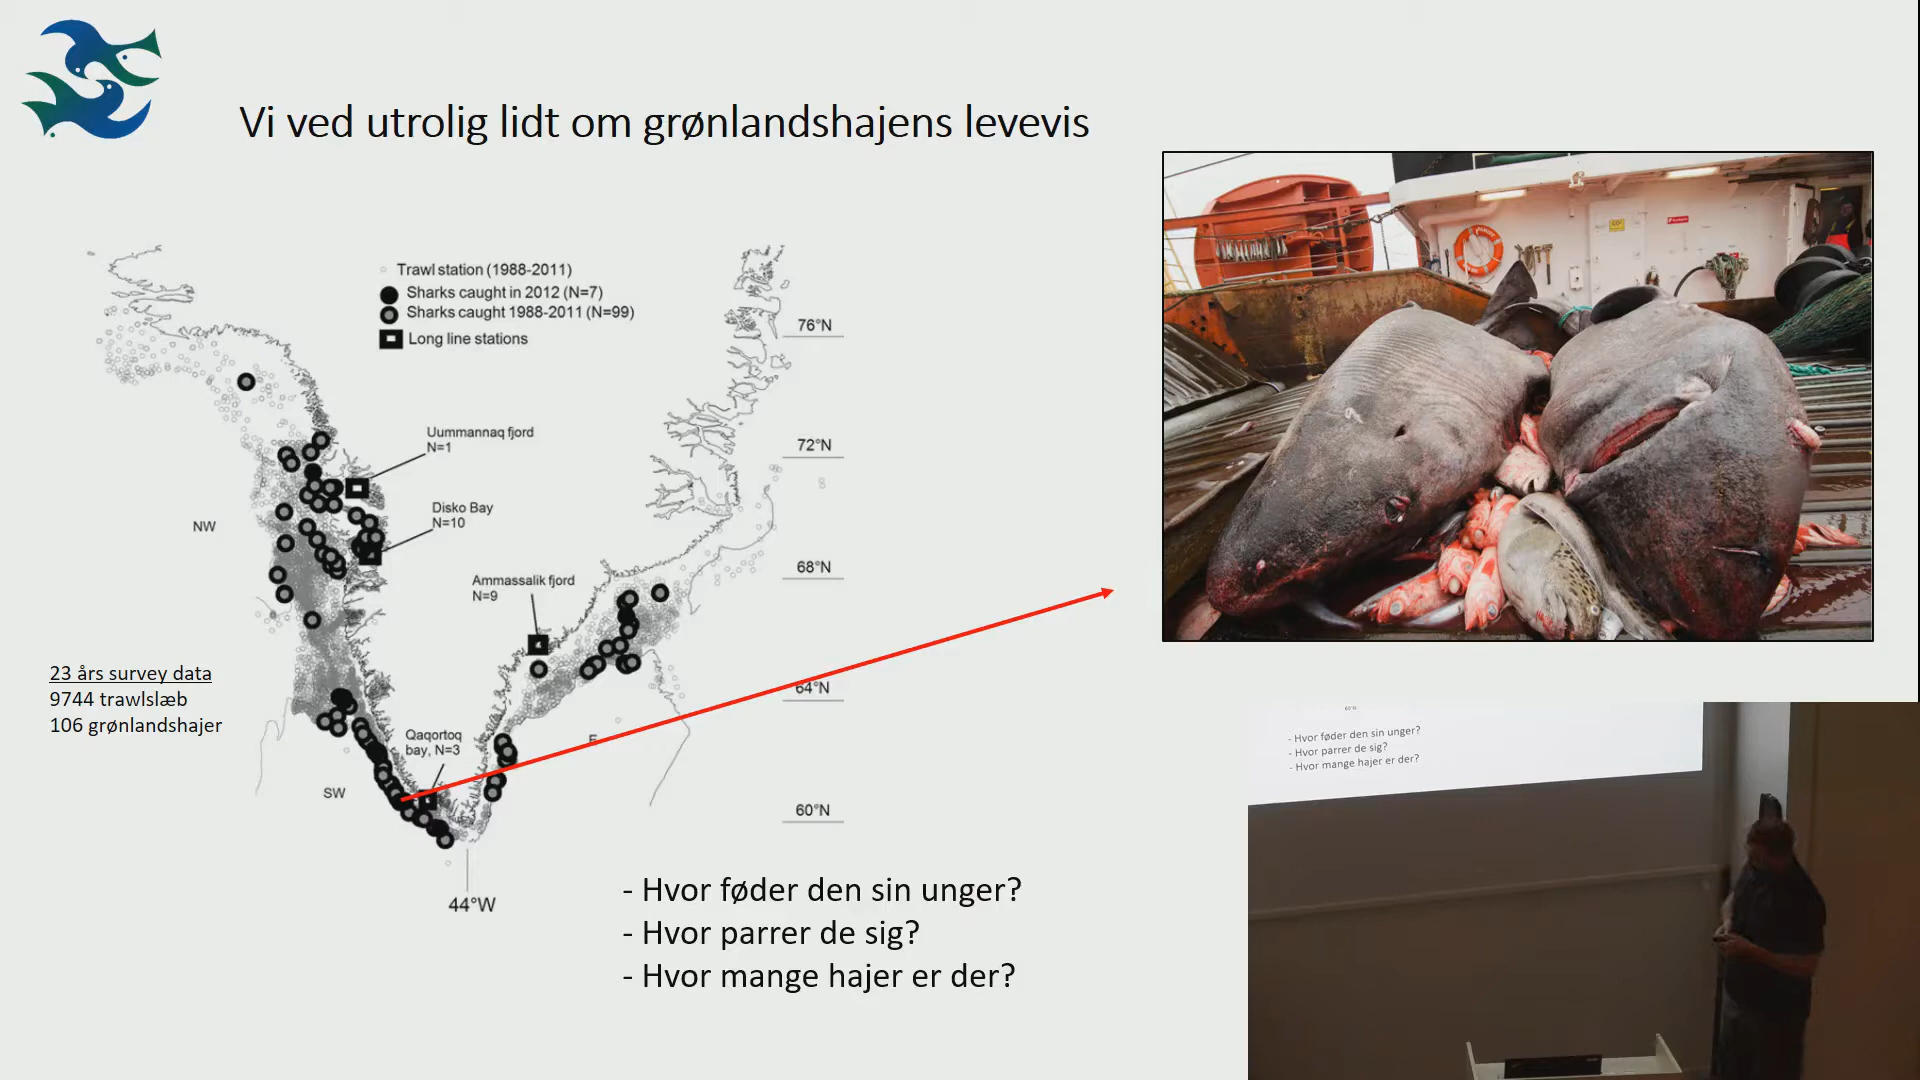 Vi ved utrolig lidt om grønlandshajens levevis
Trawl station (1988-2011)
Sharks caught in 2012 (N=7)
Sharks caught 1988-2011 (N=99)
Long line stations
76°N
72°N
68°N
64°N
60°N
44°W
Uummannaq fjord
N=1
Disko Bay
N=10
NW
Ammassalik fjord
N=9
Qaqortoq
bay, N=3
SW
E
23 års survey data
9744 trawlslæb
106 grønlandshajer
- Hvor føder den sin unger?
- Hvor parrer de sig?
- Hvor mange hajer er der?
60°N
- Hvor føder den sin unger?
- Hvor parrer de sig?
- Hvor mange hajer er der?